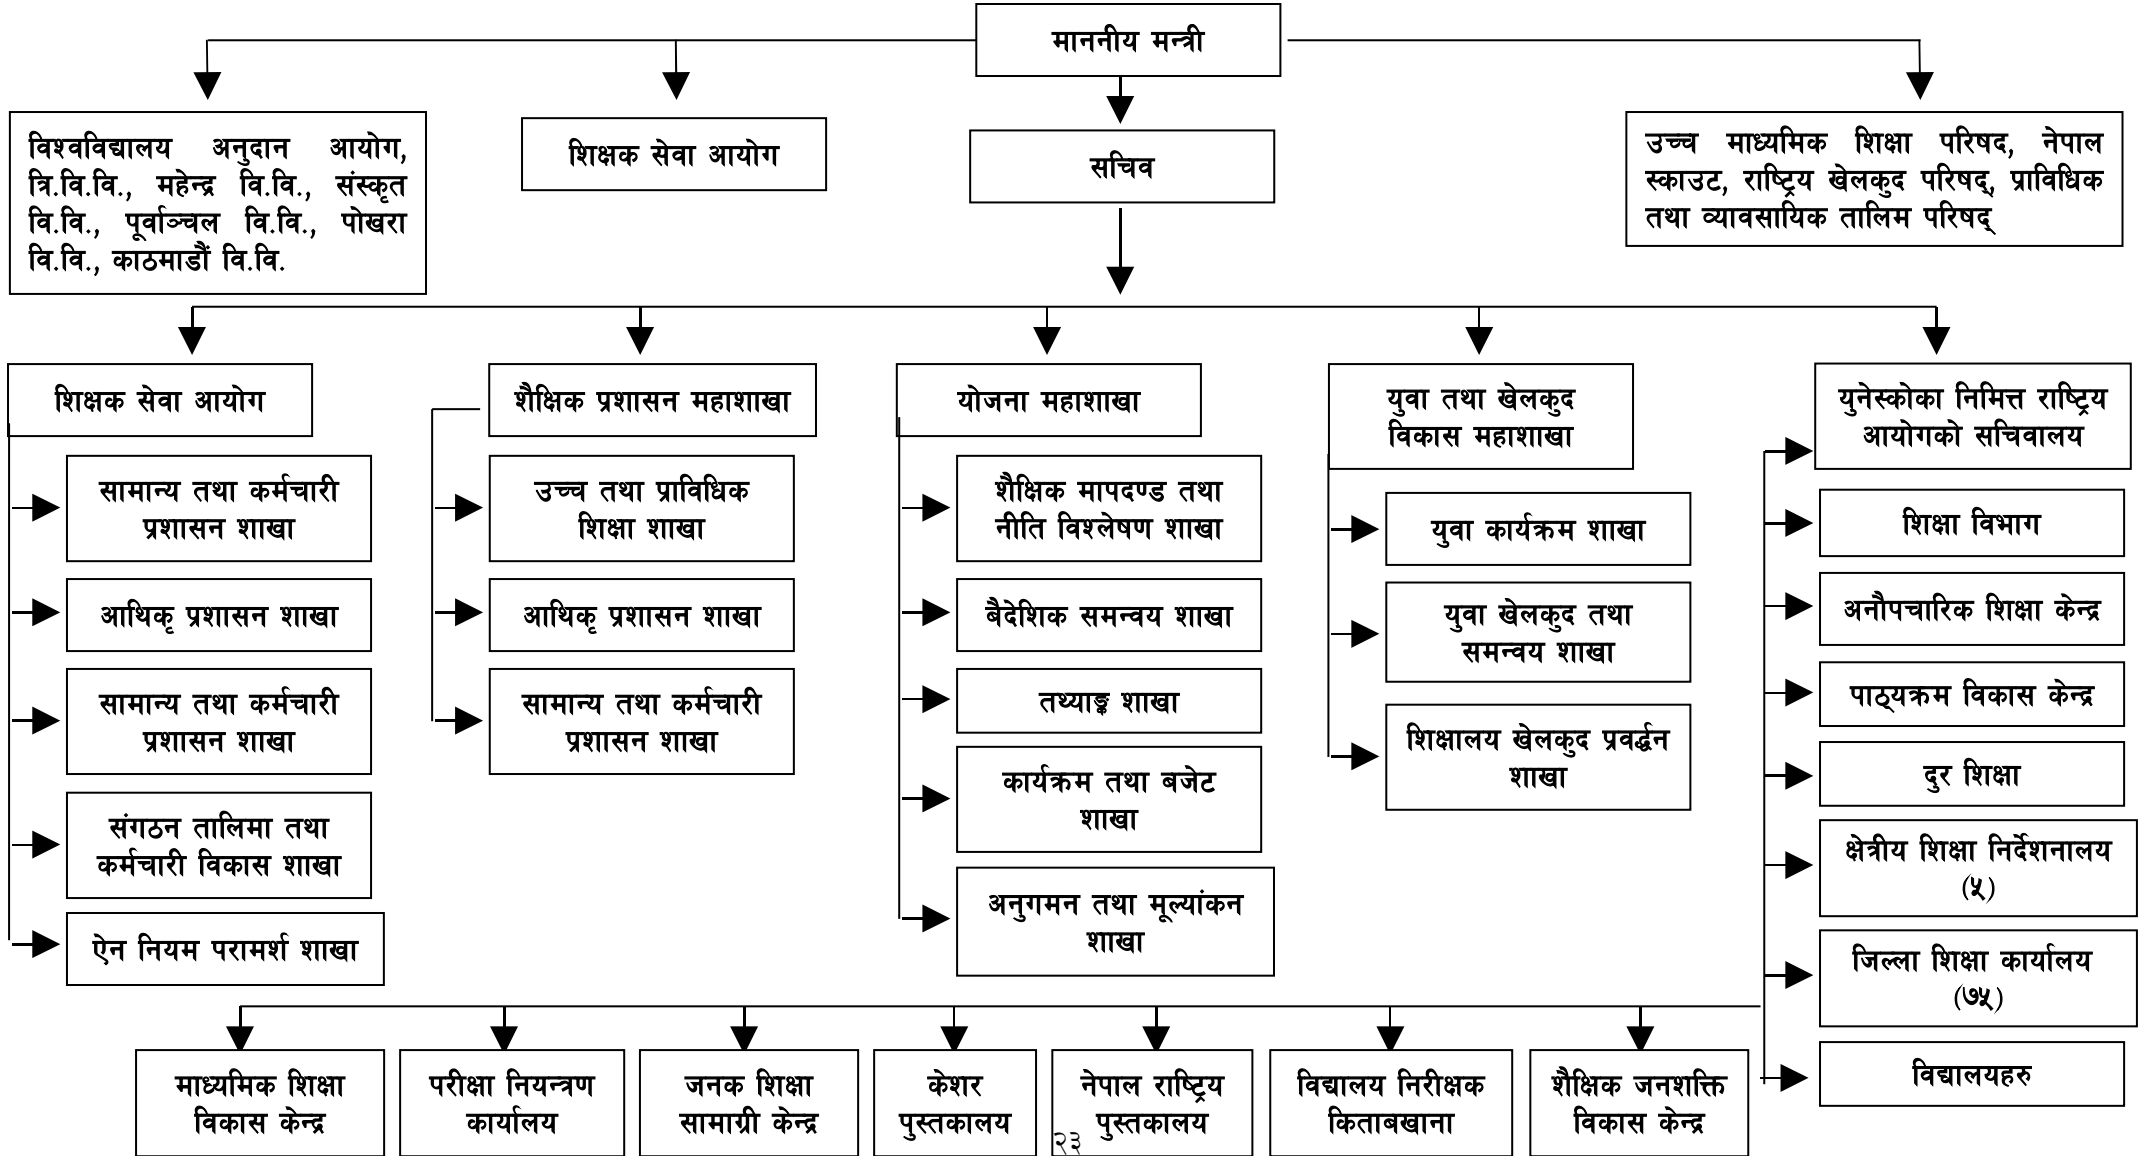 माननीय मन्त्री
विश्वविद्यालय अनुदान आयोग,
त्रि.वि.वि., महेन्द्र वि.वि., संस्कृत
वि.वि., पूर्वाञ्चल वि.वि., पोखरा
वि.वि., काठमाडौं वि.वि.
शिक्षक सेवा आयोग
सचिव
उच्च माध्यमिक शिक्षा परिषद, नेपाल
स्काउट, राष्ट्रिय खेलकुद परिषद्, प्राविधिक
तथा व्यावसायिक तालिम परिषद्
शिक्षक सेवा आयोग
सामान्य तथा कर्मचारी
प्रशासन शाखा
आथिकृ प्रशासन शाखा
सामान्य तथा कर्मचारी
प्रशासन शाखा
संगठन तालिमा तथा
कर्मचारी विकास शाखा
ऐन नियम परामर्श शाखा
शैक्षिक प्रशासन महाशाखा
उच्च तथा प्राविधिक
शिक्षा शाखा
आथिकृ प्रशासन शाखा
सामान्य तथा कर्मचारी
प्रशासन शाखा
योजना महाशाखा
शैक्षिक मापदण्ड तथा
नीति विश्लेषण शाखा
बैदेशिक समन्वय शाखा
तथ्याङ्क शाखा
कार्यक्रम तथा बजेट
शाखा
अनुगमन तथा मूल्यांकन
शाखा
युवा तथा खेलकुद
विकास महाशाखा
युवा कार्यक्रम शाखा
युवा खेलकुद तथा
समन्वय शाखा
शिक्षालय खेलकुद प्रवर्द्धन
शाखा
युनेस्कोका निमित्त राष्ट्रिय
आयोगको सचिवालय
शिक्षा विभाग
अनौपचारिक शिक्षा केन्द्र
पाठ्यक्रम विकास केन्द्र
दुर शिक्षा
क्षेत्रीय शिक्षा निर्देशनालय
(५)
जिल्ला शिक्षा कार्यालय
(७५)
विद्यालयहरु
माध्यमिक शिक्षा
विकास केन्द्र
परीक्षा नियन्त्रण
कार्यालय
जनक शिक्षा
सामाग्री केन्द्र
केशर
पुस्तकालय
नेपाल राष्ट्रिय
पुस्तकालय
विद्यालय निरीक्षक
किताबखाना
शैक्षिक जनशक्ति
विकास केन्द्र
२३